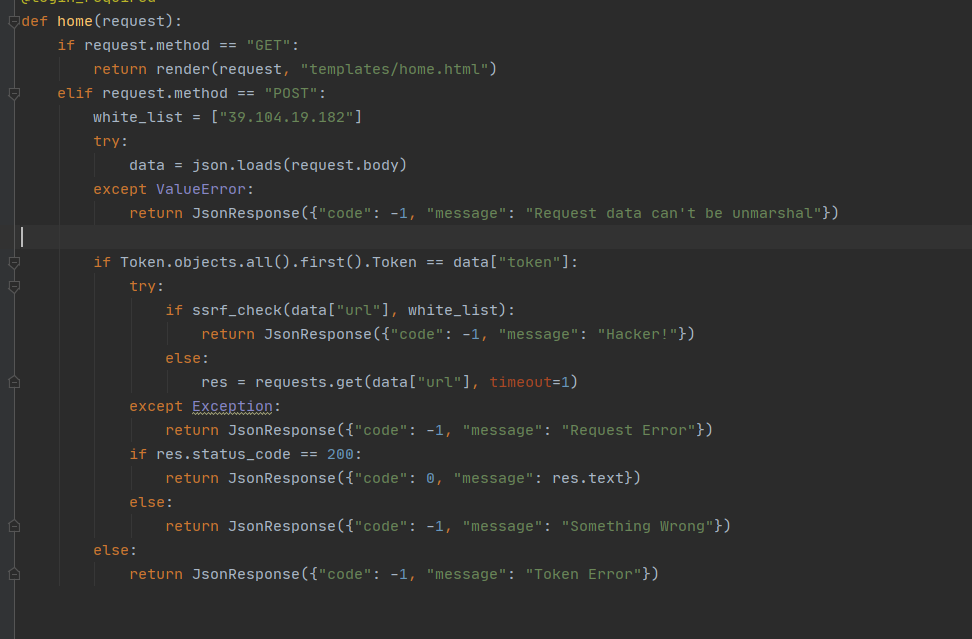 @login_required
def home(request):
    if request.method == "GET":
        return render(request, "templates/home.html")
    elif request.method == "POST":
        white_list = ["39.104.19.182"]
        try:
            data = json.loads(request.body)
        except ValueError:
            return JsonResponse({"code": -1, "message": "Request data can't be unmarshal"})
        if Token.objects.all().first().Token == data["token"]:
            try:
                if ssrf_check(data["url"], white_list):
                    return JsonResponse({"code": -1, "message": "Hacker!"})
                else:
                    res = requests.get(data["url"], timeout=1)
            except Exception:
                return JsonResponse({"code": -1, "message": "Request Error"})
            if res.status_code == 200:
                return JsonResponse({"code": 0, "message": res.text})
            else:
                return JsonResponse({"code": -1, "message": "Something Wrong"})
        else:
            return JsonResponse({"code": -1, "message": "Token Error"})